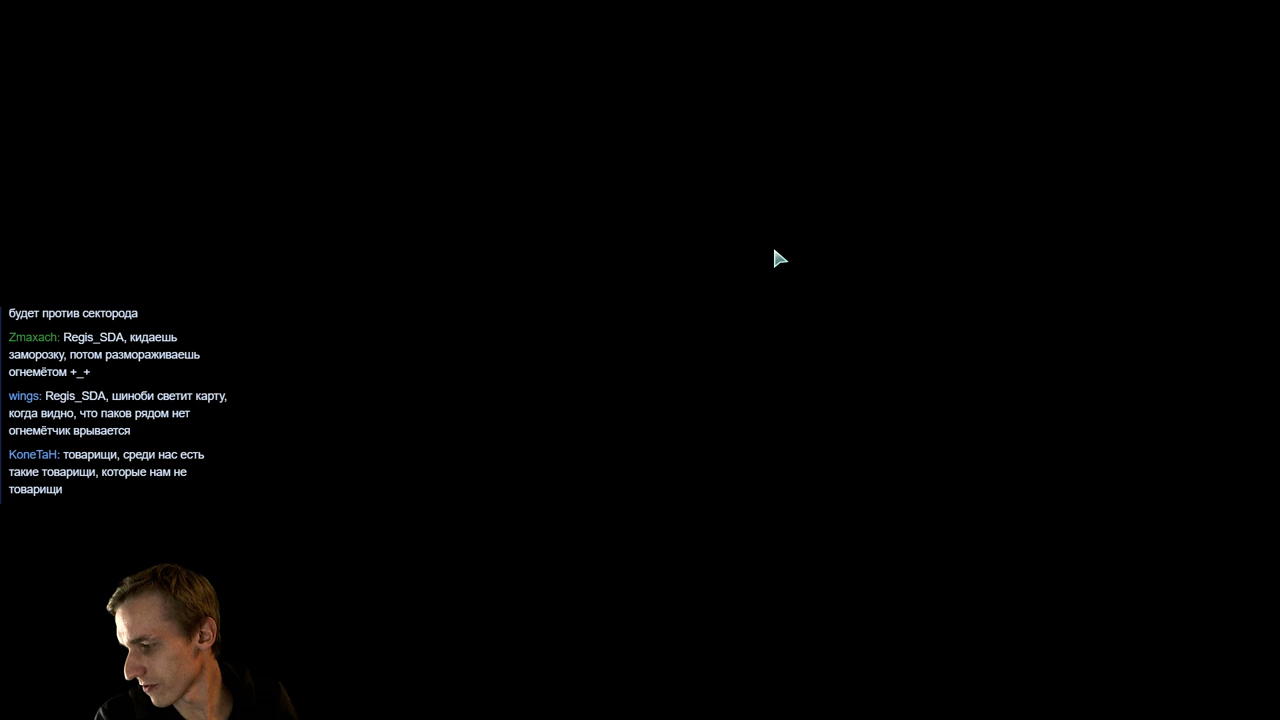 будет против секторода
Zmaxach: Regis_SDA, кидаешь
заморозку, потом размораживаешь
огнемётом +_+
wings: Regis_SDA, шиноби светит карту,
когда видно, что паков рядом нет
огнемётчик врывается
KoneTaH: товарищи, среди нас есть
такие товарищи, которые нам не
товарищи